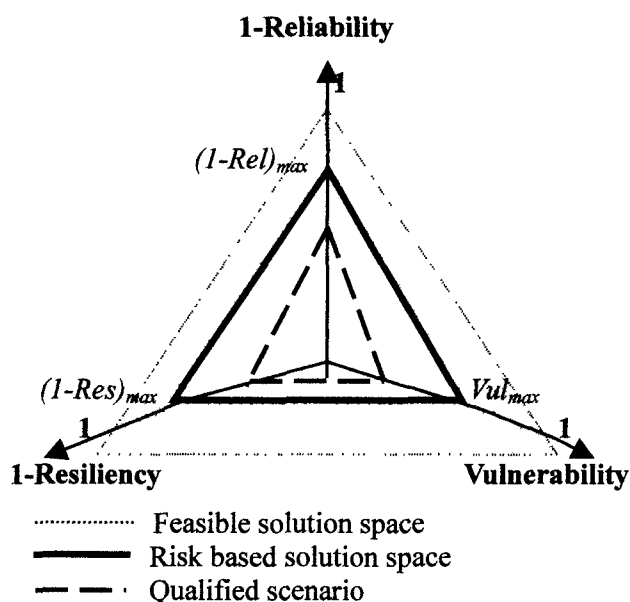 1-Reliability
1
(1-Rel)max
(1-Res)max
Vulmax
1
1
1-Resiliency
Vulnerability
Feasible solution space
Risk based solution space
Qualified scenario